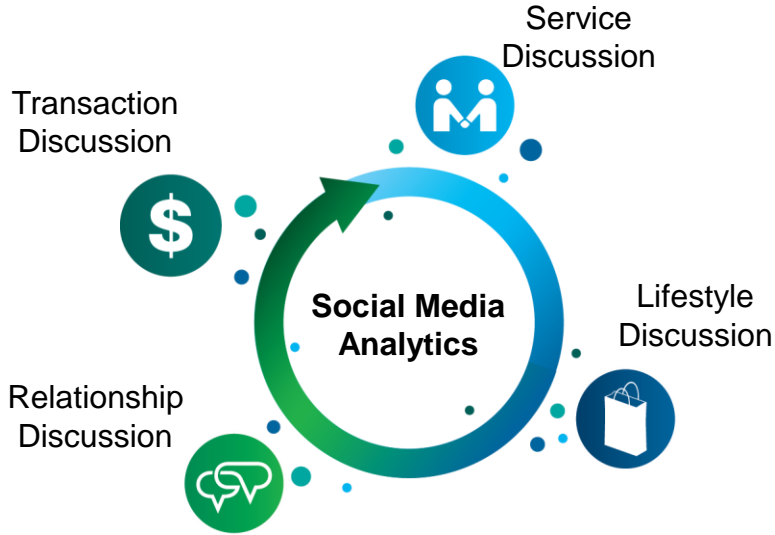 Service
Discussion
Transaction
Discussion
$
Social Media
Analytics
Lifestyle
Discussion
Relationship
Discussion